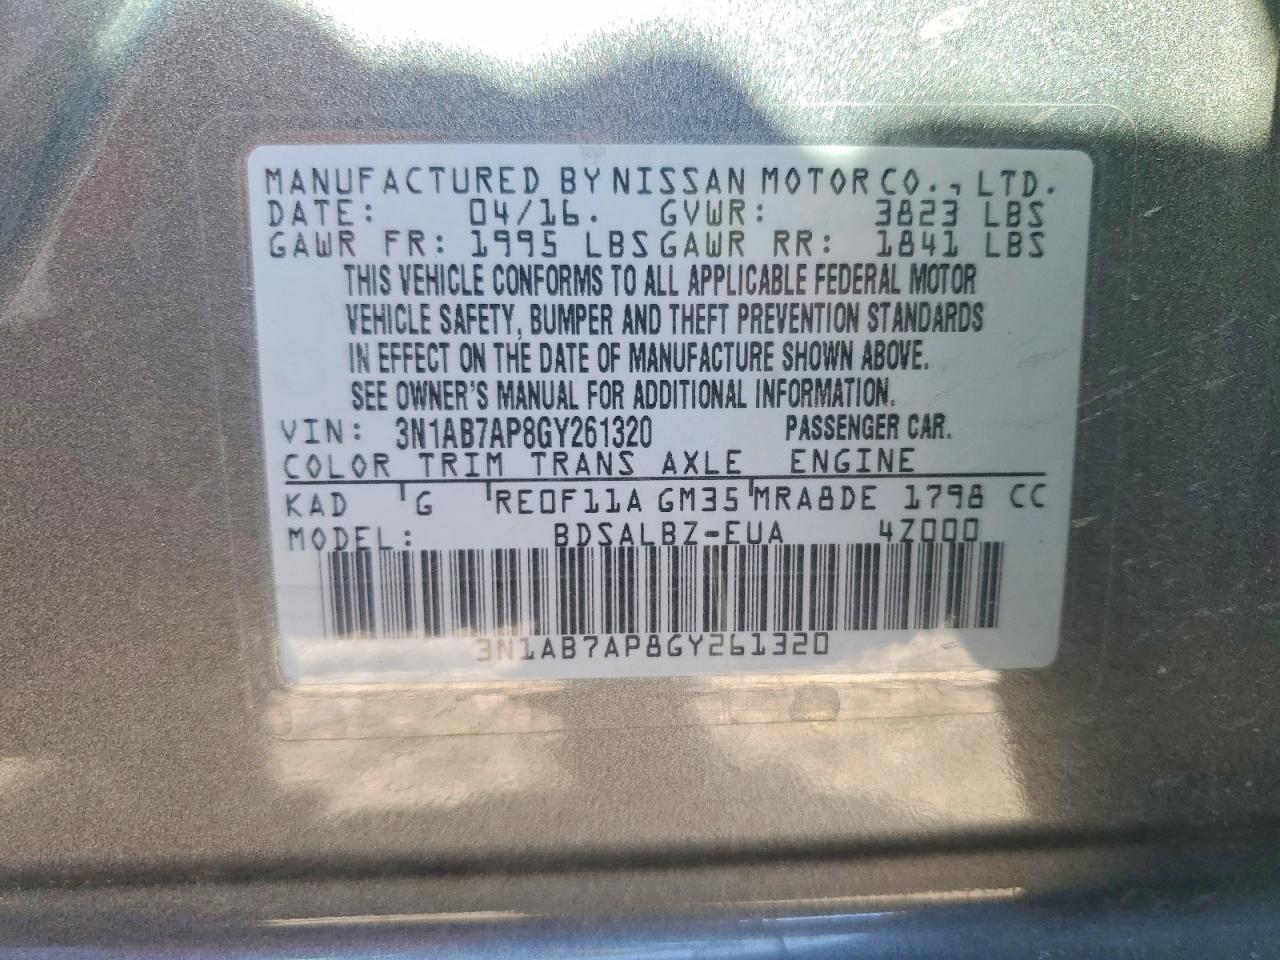 MANUFACTURED BY NISSAN MOTOR CO., LTD.
DATE: 04/16. GVWR: 3823 LBS
GAWR FR: 1995 LBS GAWR RR: 1841 LBS
THIS VEHICLE CONFORMS TO ALL APPLICABLE FEDERAL MOTOR
VEHICLE SAFETY, BUMPER AND THEFT PREVENTION STANDARDS
IN EFFECT ON THE DATE OF MANUFACTURE SHOWN ABOVE.
SEE OWNER'S MANUAL FOR ADDITIONAL INFORMATION.
VIN: 3N1AB7AP8GY261320 PASSENGER CAR.
COLOR TRIM TRANS AXLE ENGINE
KAD G RE0F11A GM35 MRA8DE 1798 CC
MODEL: BDSALBZ-EUA 4Z000
3N1AB7AP8GY261320